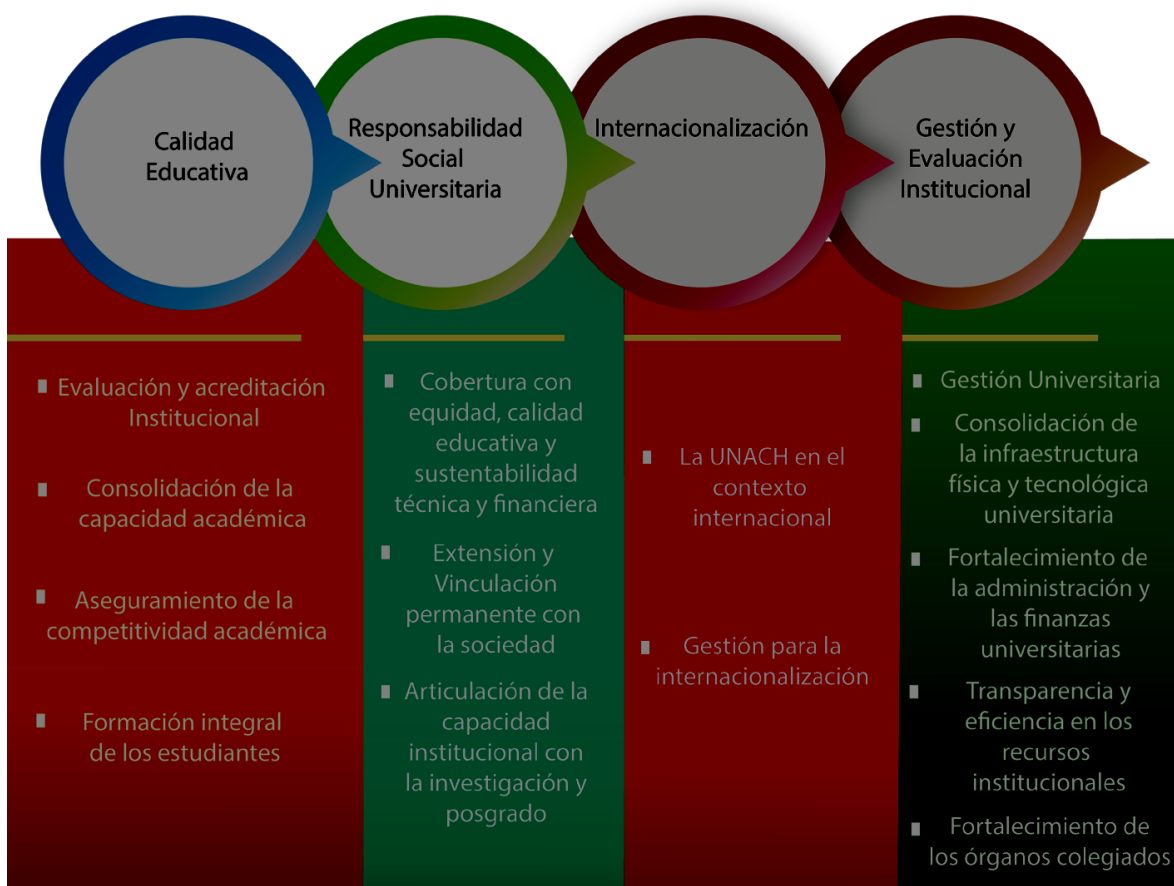 Calidad
Educativa
Responsabilidad
Social
Universitaria
Internacionalización
Gestión y
Evaluación
Institucional
Evaluación y acreditación
Institucional
Consolidación de la
capacidad académica
Aseguramiento de la
competitividad académica
Formación integral
de los estudiantes
Cobertura con
equidad, calidad
educativa y
sustentabilidad
técnica y financiera
Extensión y
Vinculación
permanente con
la sociedad
Articulación de la
capacidad
institucional con
la investigación y
posgrado
La UNACH en el
contexto
internacional
Gestión para la
internacionalización
Gestión Universitaria
Consolidación de
la infraestructura
física y tecnológica
universitaria
Fortalecimiento de
la administración y
las finanzas
universitarias
Transparencia y
eficiencia en los
recursos
institucionales
Fortalecimiento de
los órganos colegiados